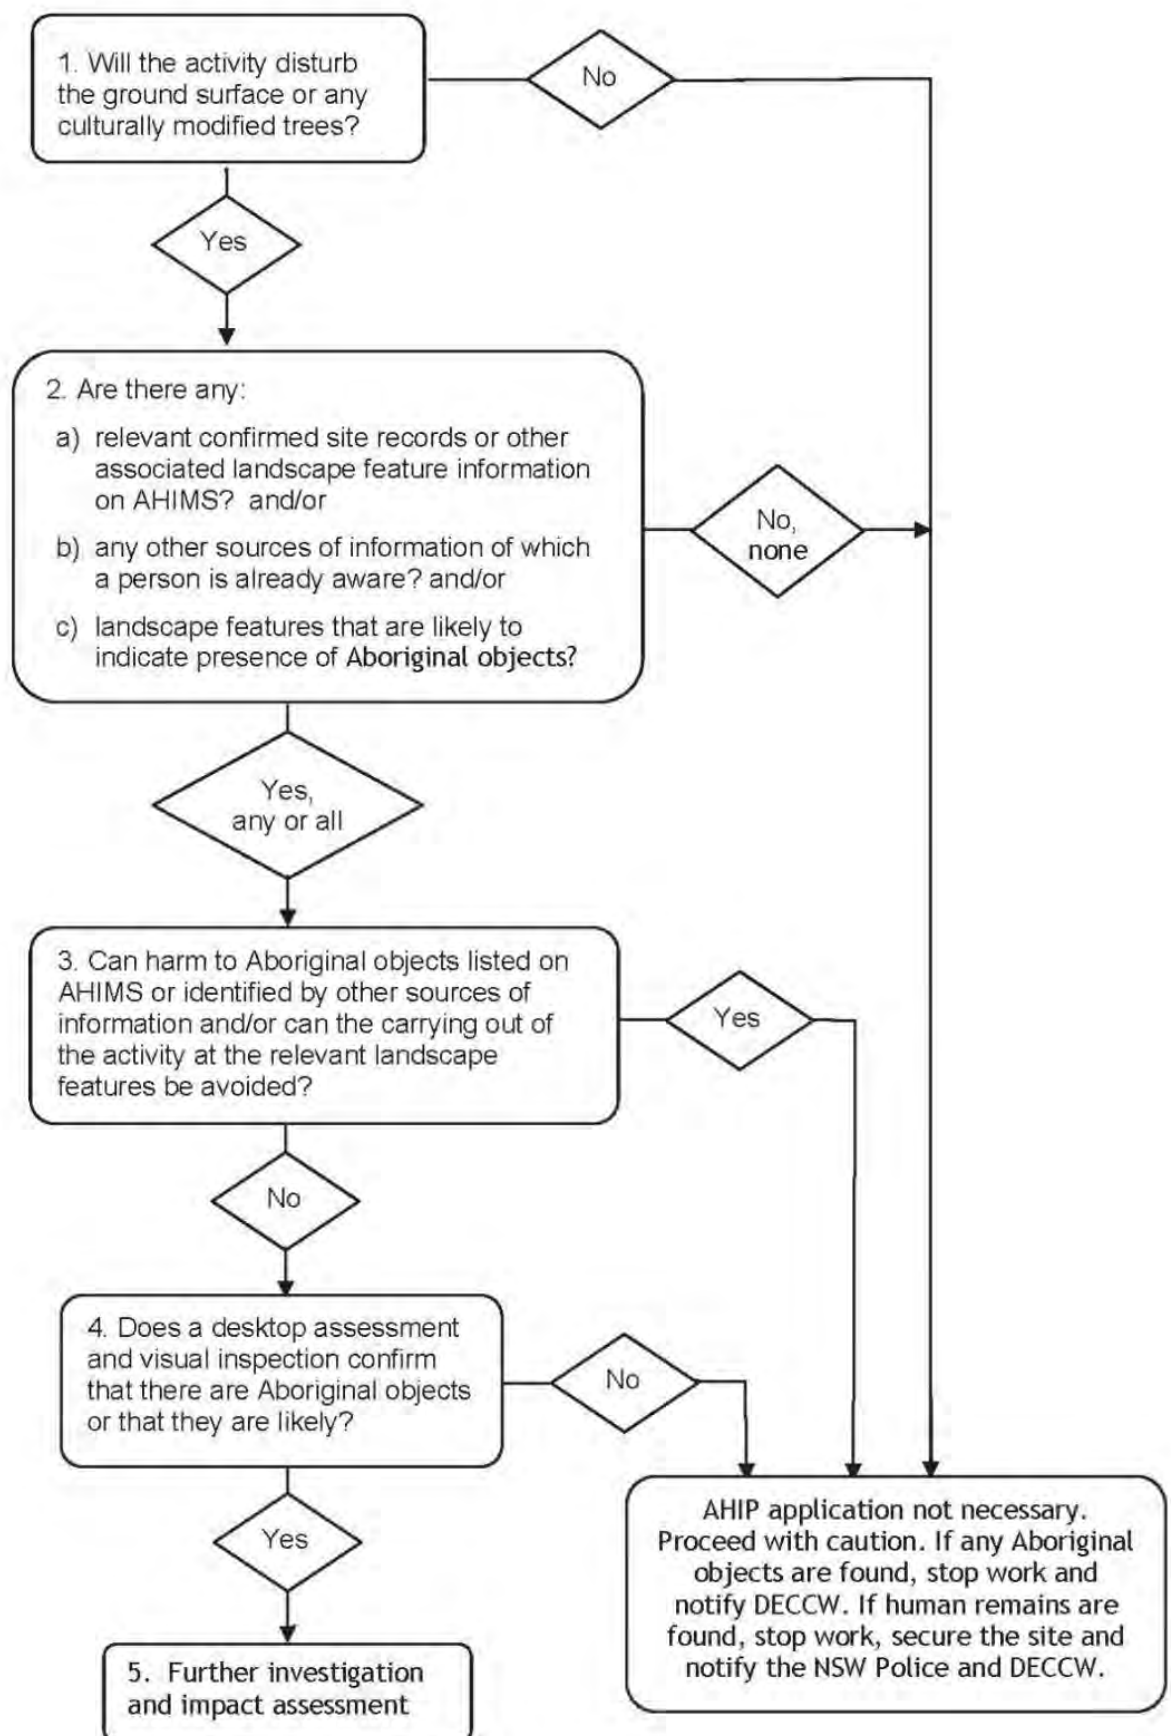 1. Will the activity disturb
the ground surface or any
culturally modified trees?
No
Yes
2. Are there any:
a) relevant confirmed site records or other
associated landscape feature information
on AHIMS? and/or
b) any other sources of information of which
a person is already aware? and/or
c) landscape features that are likely to
indicate presence of Aboriginal objects?
No,
none
Yes,
any or all
3. Can harm to Aboriginal objects listed on
AHIMS or identified by other sources of
information and/or can the carrying out of
the activity at the relevant landscape
features be avoided?
Yes
No
4. Does a desktop assessment
and visual inspection confirm
that there are Aboriginal objects
or that they are likely?
No
Yes
AHIP application not necessary.
Proceed with caution. If any Aboriginal
objects are found, stop work and
notify DECCW. If human remains are
found, stop work, secure the site and
notify the NSW Police and DECCW.
5. Further investigation
and impact assessment